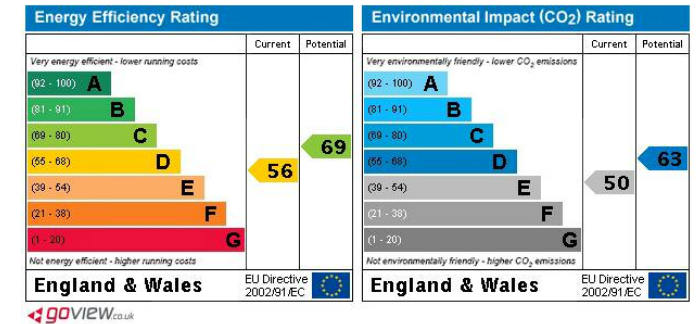 Energy Efficiency Rating
Current Potential
Very energy efficient - lower running costs
(92 - 100) A
(81 - 91) B
(69 - 80) C
(55 - 68) D
(39 - 54) E
(21 - 38) F
(1 - 20) G
56
69
Not energy efficient - higher running costs
England & Wales
EU Directive
2002/91/EC
Environmental Impact (CO2) Rating
Current Potential
Very environmentally friendly - lower CO2 emissions
(92 - 100) A
(81 - 91) B
(69 - 80) C
(55 - 68) D
(39 - 54) E
(21 - 38) F
(1 - 20) G
50
63
Not environmentally friendly - higher CO2 emissions
England & Wales
EU Directive
2002/91/EC
goview.co.uk